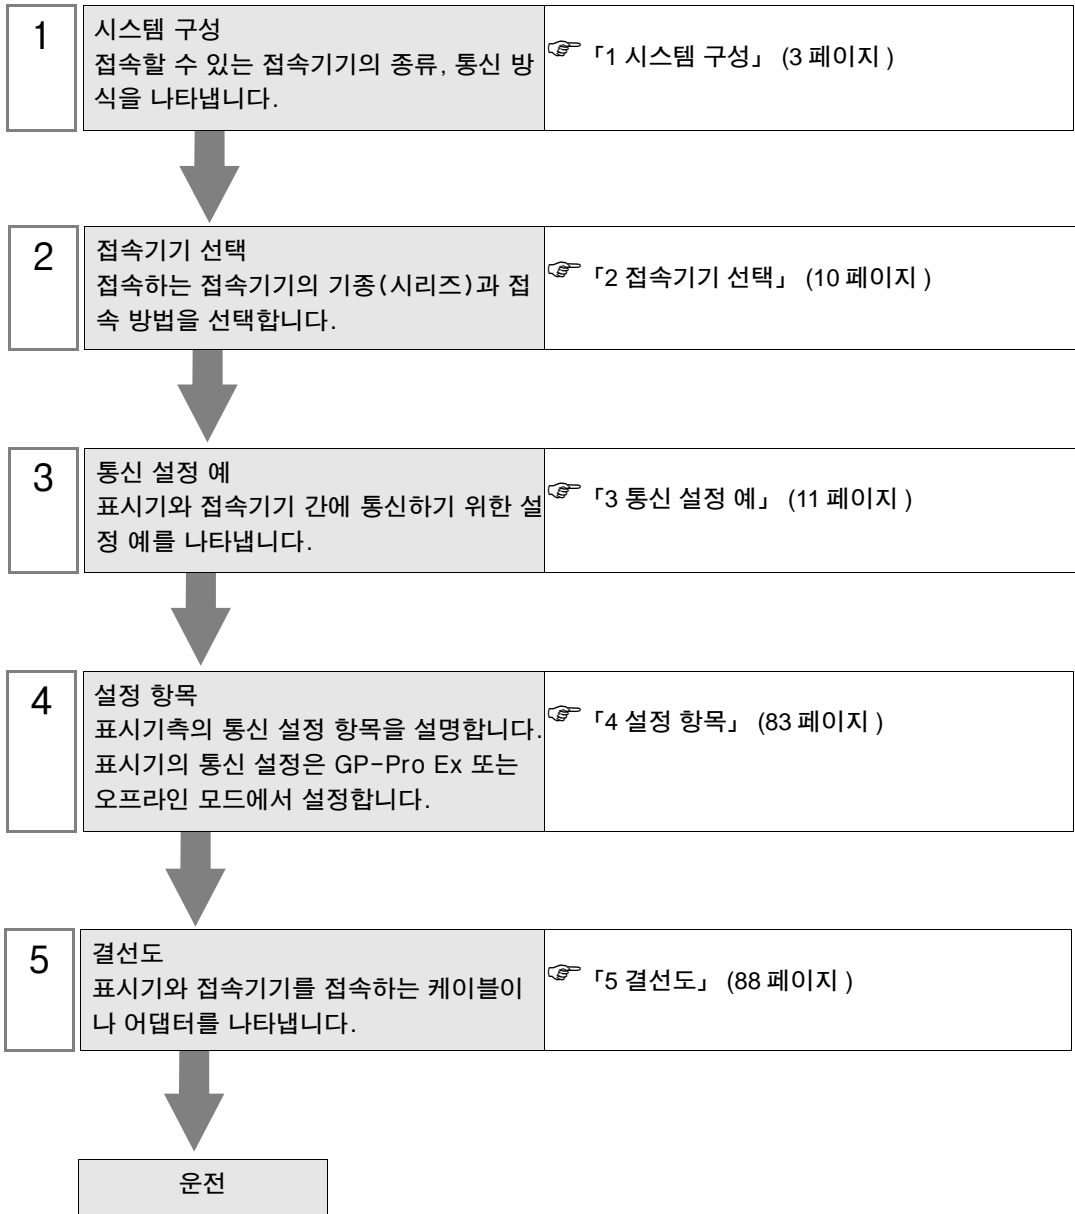 1
시스템 구성
접속할 수 있는 접속기기의 종류, 통신 방
식을 나타냅니다.
☞ 「1 시스템 구성」 (3 페이지 )
2
접속기기 선택
접속하는 접속기기의 기종(시리즈)과 접
속 방법을 선택합니다.
☞ 「2 접속기기 선택」 (10 페이지 )
3
통신 설정 예
표시기와 접속기기 간에 통신하기 위한 설
정 예를 나타냅니다.
☞ 「3 통신 설정 예」 (11 페이지 )
4
설정 항목
표시기측의 통신 설정 항목을 설명합니다.
표시기의 통신 설정은 GP-Pro Ex 또는
오프라인 모드에서 설정합니다.
☞ 「4 설정 항목」 (83 페이지 )
5
결선도
표시기와 접속기기를 접속하는 케이블이
나 어댑터를 나타냅니다.
☞ 「5 결선도」 (88 페이지 )
운전